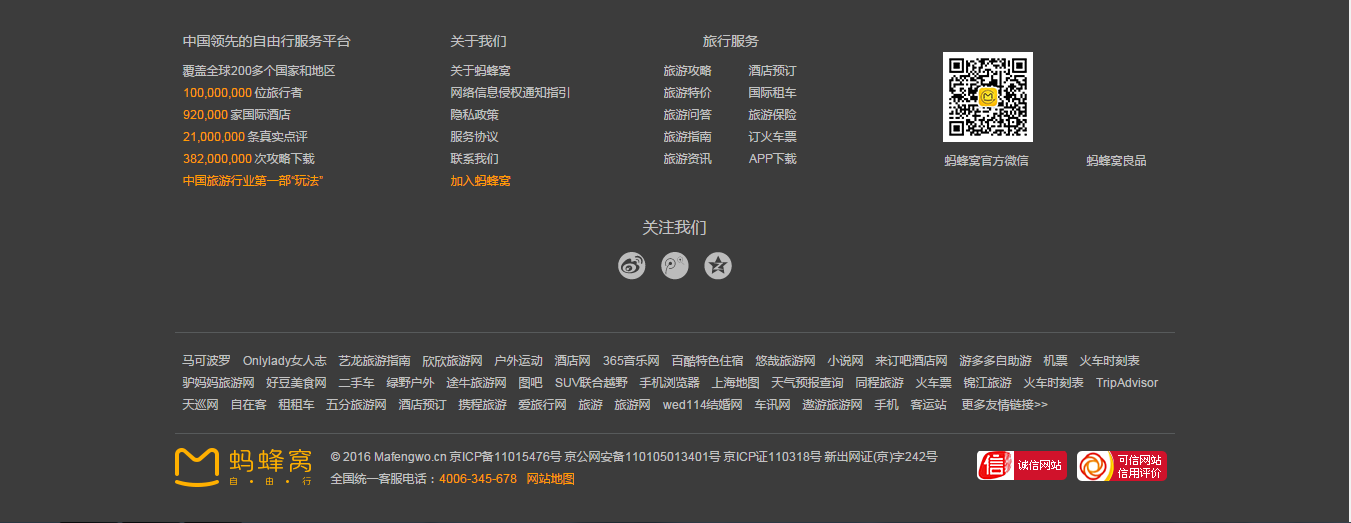 中国领先的自由行服务平台
覆盖全球200多个国家和地区
100,000,000 位旅行者
920,000 家国际酒店
21,000,000 条真实点评
382,000,000 次攻略下载
中国旅游行业第一部“玩法”
关于我们
关于蚂蜂窝
网络信息侵权通知指引
隐私政策
服务协议
联系我们
加入蚂蜂窝
旅行服务
旅游攻略 酒店预订
旅游特价 国际租车
旅游问答 旅游保险
旅游指南 订火车票
旅游资讯 APP下载
蚂蜂窝官方微信
蚂蜂窝良品
关注我们
马可波罗 Onlylady女人志 艺龙旅游指南 欣欣旅游网 户外运动 酒店网 365音乐网 百酷特色住宿 悠哉旅游网 小说网 来订吧酒店网 游多多自助游 机票 火车时刻表
驴妈妈旅游网 好豆美食网 二手车 绿野户外 途牛旅游网 图吧 SUV联合越野 手机浏览器 上海地图 天气预报查询 同程旅游 火车票 锦江旅游 火车时刻表 TripAdvisor
天巡网 自在客 租租车 五分旅游网 酒店预订 携程旅游 爱旅行网 旅游 旅游网 wed114结婚网 车讯网 遨游旅游网 手机 客运站 更多友情链接>>
蚂蜂窝
自·由·行
© 2016 Mafengwo.cn 京ICP备11015476号 京公网安备110105013401号 京ICP证110318号 新出网证(京)字242号
全国统一客服电话：4006-345-678 网站地图
信 诚信网站
可信网站
信用评价